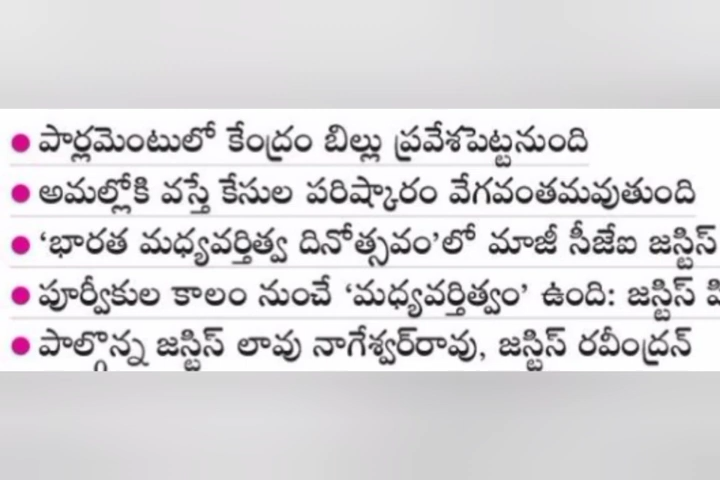 • పార్లమెంటులో కేంద్రం బిల్లు ప్రవేశపెట్టనుంది
• అమల్లోకి వస్తే కేసుల పరిష్కారం వేగవంతమవుతుంది
• ‘భారత మధ్యవర్తిత్వ దినోత్సవం’లో మాజీ సీజేఐ జస్టిస్
• పూర్వీకుల కాలం నుంచే ‘మధ్యవర్తిత్వం’ ఉంది: జస్టిస్
• పాల్గొన్న జస్టిస్ లావు నాగేశ్వర్‌రావు, జస్టిస్ రవీంద్రన్